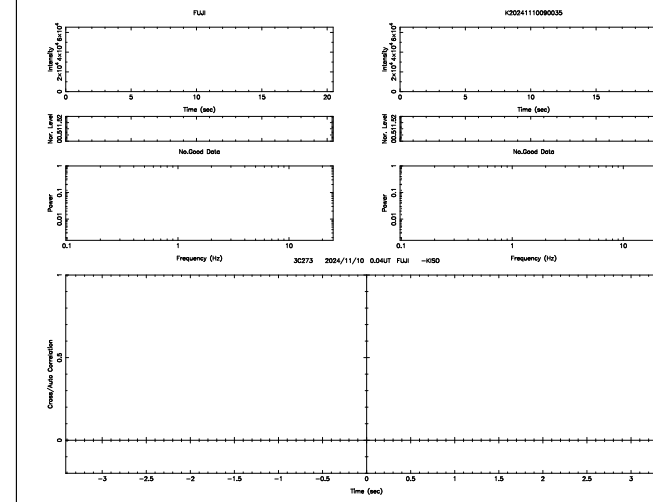 FUJI
K20241110090035
Intensity
0 2×10⁴ 4×10⁴ 6×10⁴
0 5 10 15 20
Time (sec)
Intensity
0 2×10⁴ 4×10⁴ 6×10⁴
0 5 10 15
Time (sec)
Nor. Level
00.511.52
No.Good Data
Nor. Level
00.511.52
No.Good Data
Power
0.01 0.1 1
0.1 1 10
Frequency (Hz)
Power
0.01 0.1 1
0.1 1 10
Frequency (Hz)
3C273 2024/11/10 0.04UT FUJI -KISO
Cross/Auto Correlation
0 0.5 1
-3 -2.5 -2 -1.5 -1 -0.5 0 0.5 1 1.5 2 2.5 3
Time (sec)